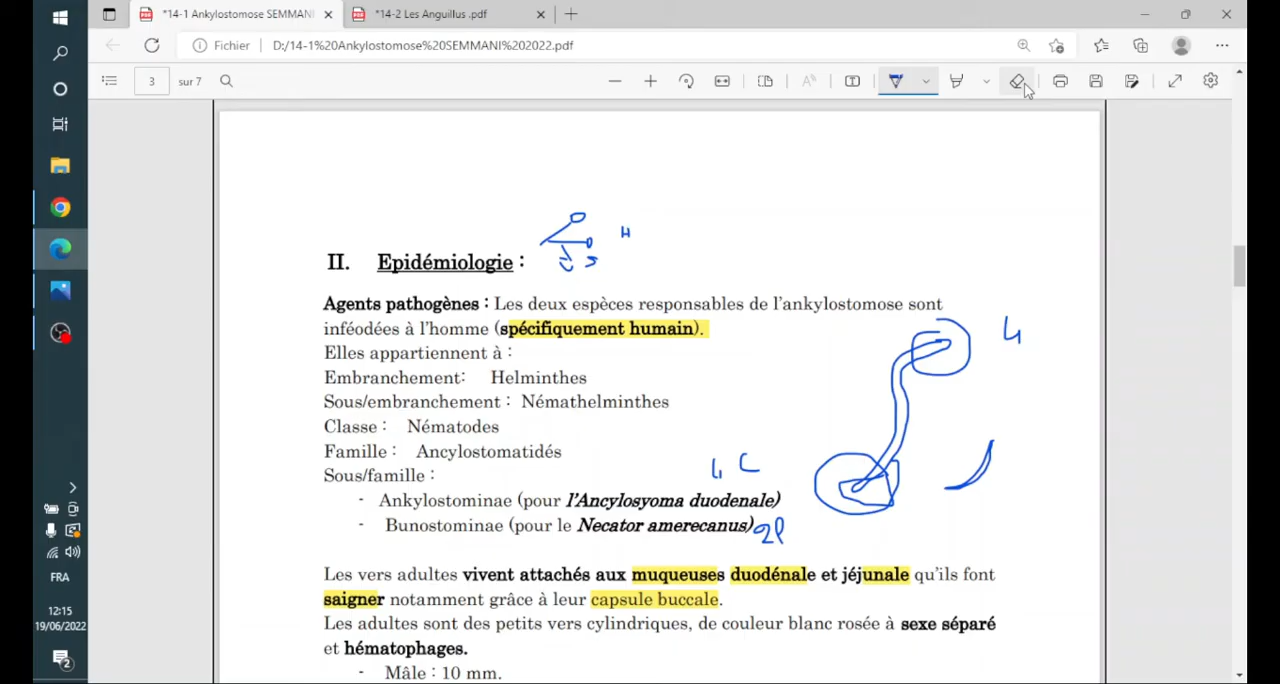 *14-1 Ankylostomose SEMMANI
*14-2 Les Anguillus .pdf
Fichier D:/14-1%20Ankylostomose%20SEMMANI%202022.pdf
3 sur 7
II. Epidémiologie :
H
Agents pathogènes : Les deux espèces responsables de l'ankylostomose sont
inféodées à l'homme (spécifiquement humain).
Elles appartiennent à :
Embranchement: Helminthes
Sous/embranchement : Némathelminthes
Classe : Nématodes
Famille : Ancylostomatidés
Sous/famille :
4 C
- Ankylostominae (pour l'Ancylosyoma duodenale)
- Bunostominae (pour le Necator amerecanus)
2P
4
Les vers adultes vivent attachés aux muqueuses duodénale et jéjunale qu'ils font
saigner notamment grâce à leur capsule buccale.
Les adultes sont des petits vers cylindriques, de couleur blanc rosée à sexe séparé
et hématophages.
- Mâle : 10 mm.
FRA
12:15
19/06/2022
2